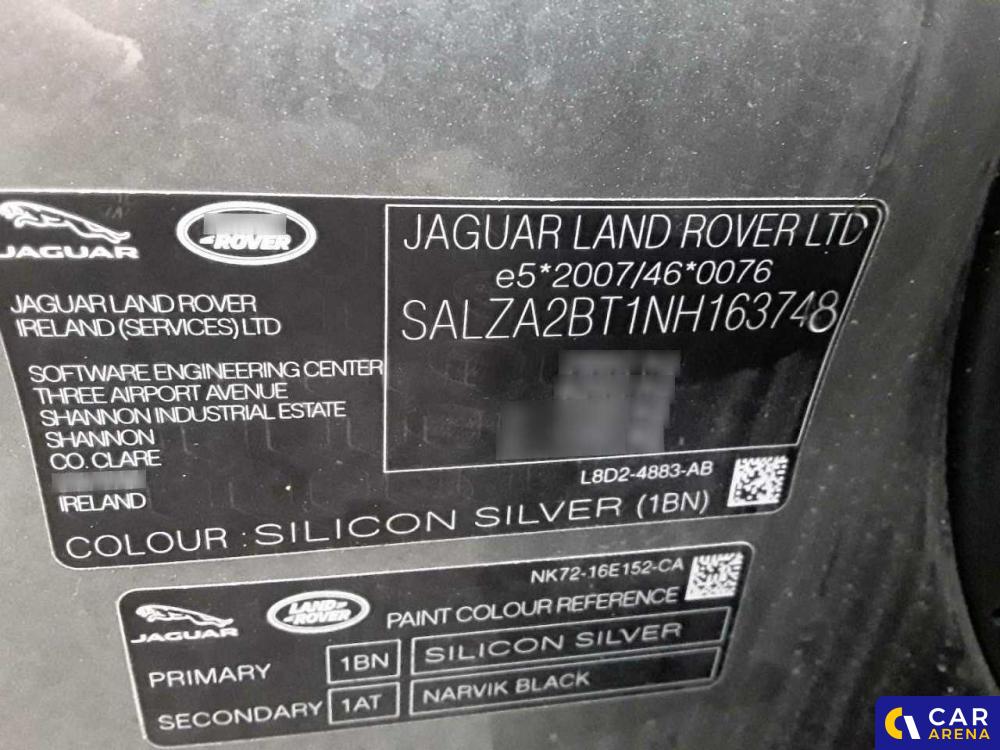 JAGUAR
ROVER
JAGUAR LAND ROVER
IRELAND (SERVICES) LTD
SOFTWARE ENGINEERING CENTER
THREE AIRPORT AVENUE
SHANNON INDUSTRIAL ESTATE
SHANNON
CO. CLARE
IRELAND
JAGUAR LAND ROVER LTD
e5*2007/46*0076
SALZA2BT1NH163748
L8D2-4883-AB
COLOUR : SILICON SILVER (1BN)
NK72-16E152-CA
JAGUAR
LAND-
-ROVER
PAINT COLOUR REFERENCE
PRIMARY 1BN SILICON SILVER
SECONDARY 1AT NARVIK BLACK
CAR
ARENA